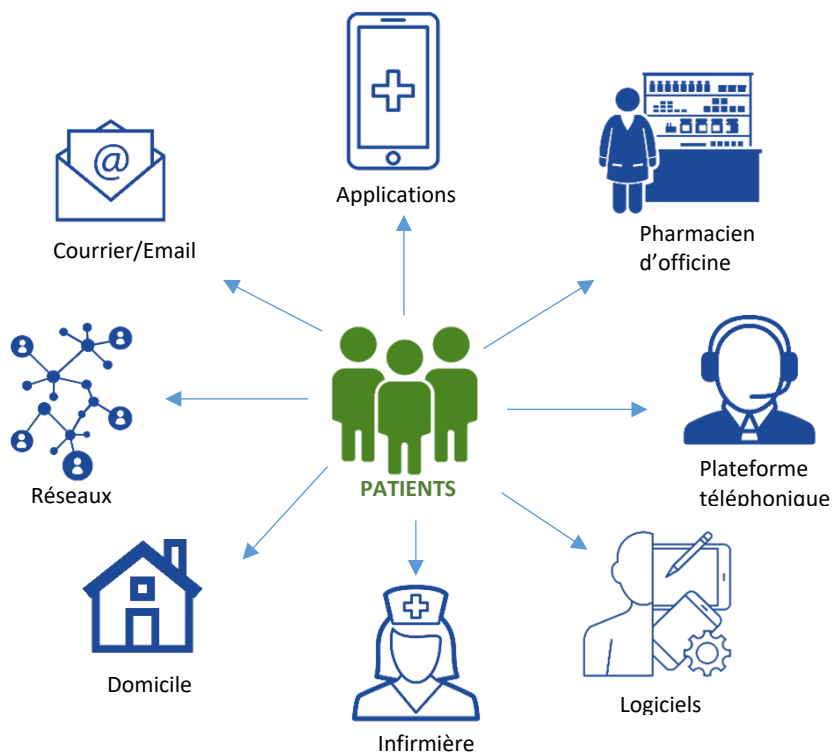 Applications
Courrier/Email
@
Pharmacien
d’officine
Réseaux
PATIENTS
Plateforme
téléphonique
Domicile
Infirmière
Logiciels